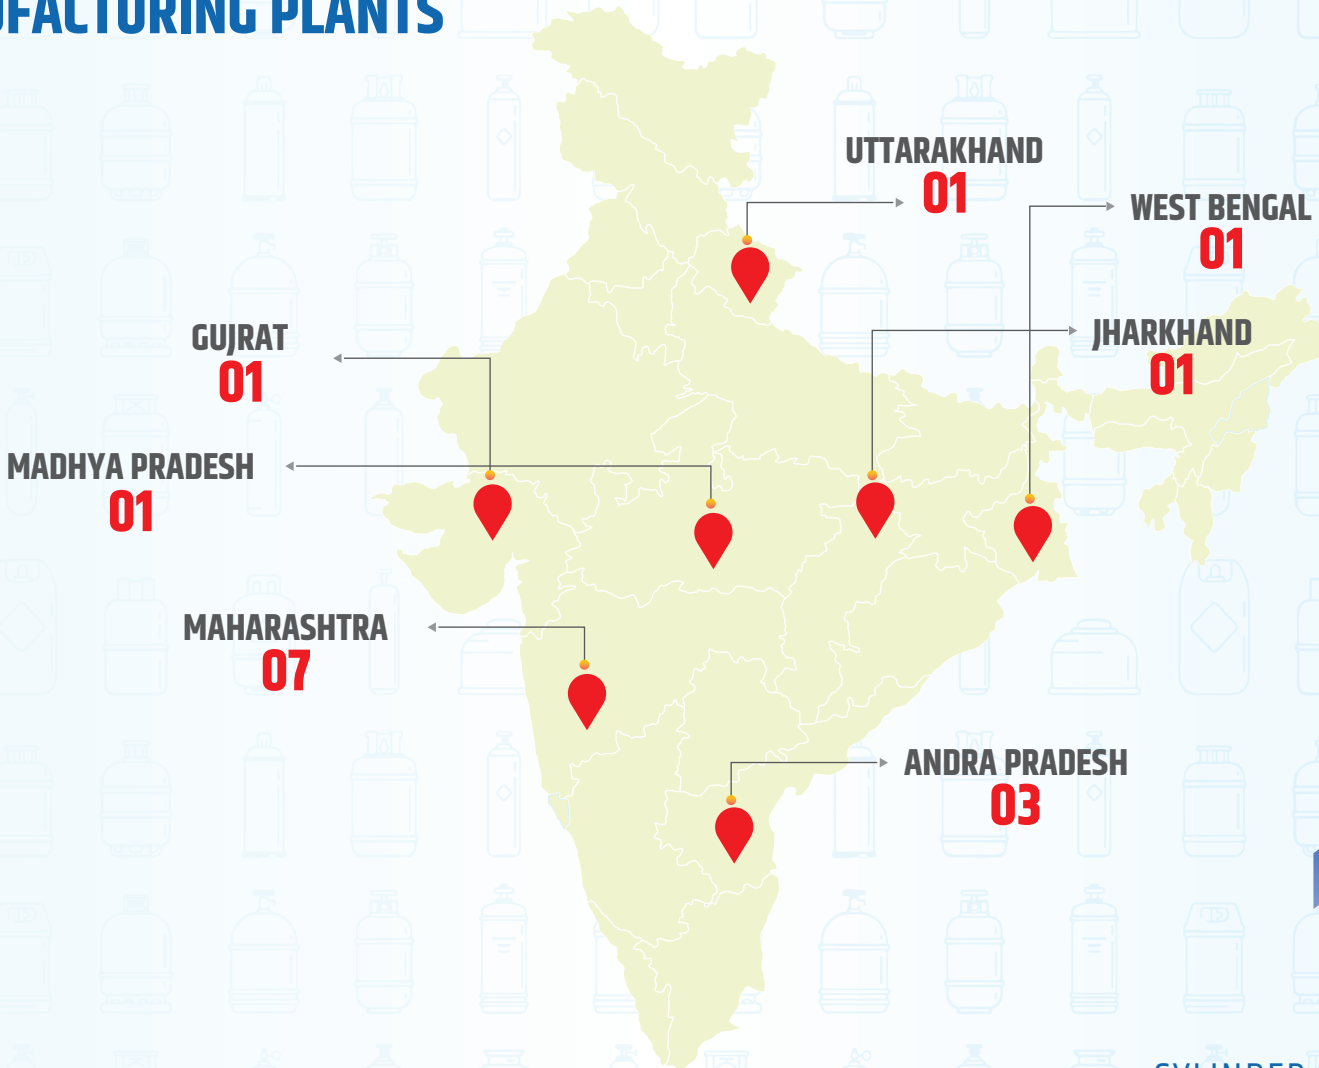 UFACTURING PLANTS
UTTARAKHAND
01
WEST BENGAL
01
GUJRAT
01
JHARKHAND
01
MADHYA PRADESH
01
MAHARASHTRA
07
ANDRA PRADESH
03
CYLINDER